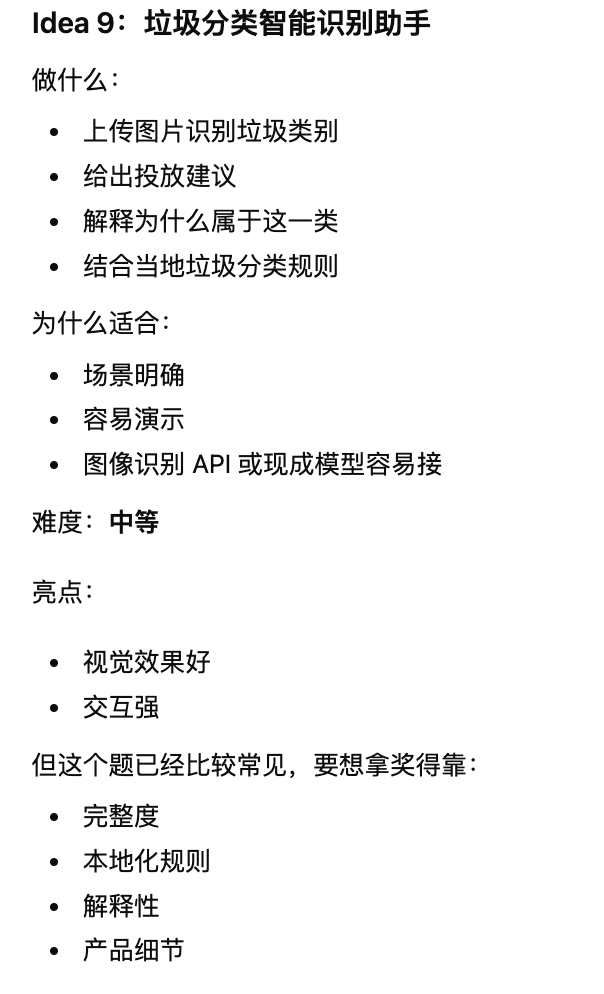 Idea 9：垃圾分类智能识别助手
做什么：
• 上传图片识别垃圾类别
• 给出投放建议
• 解释为什么属于这一类
• 结合当地垃圾分类规则
为什么适合：
• 场景明确
• 容易演示
• 图像识别 API 或现成模型容易接
难度：中等
亮点：
• 视觉效果好
• 交互强
但这个题已经比较常见，要想拿奖得靠：
• 完整度
• 本地化规则
• 解释性
• 产品细节